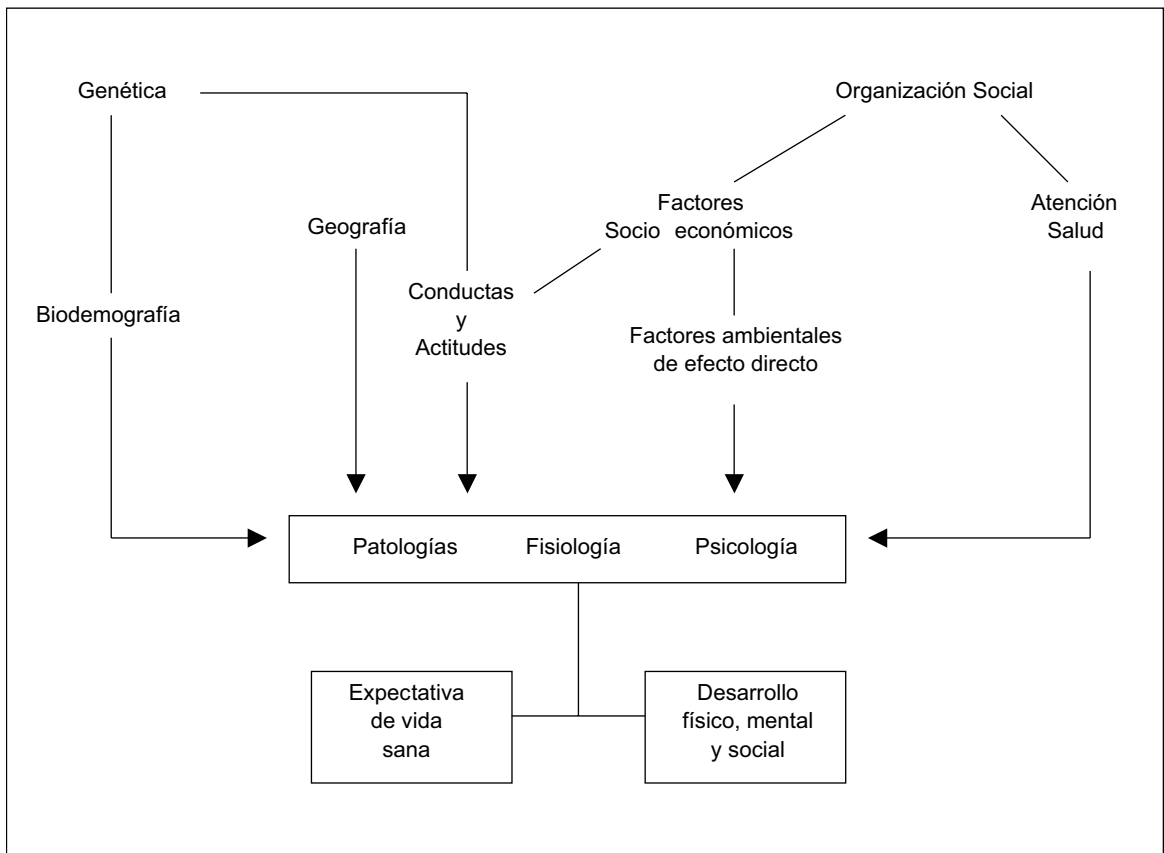 Genética
Organización Social
Factores
Socio económicos
Atención
Salud
Geografía
Conductas
y
Actitudes
Biodemografía
Factores ambientales
de efecto directo
Patologías Fisiología Psicología
Expectativa
de vida
sana
Desarrollo
físico, mental
y social